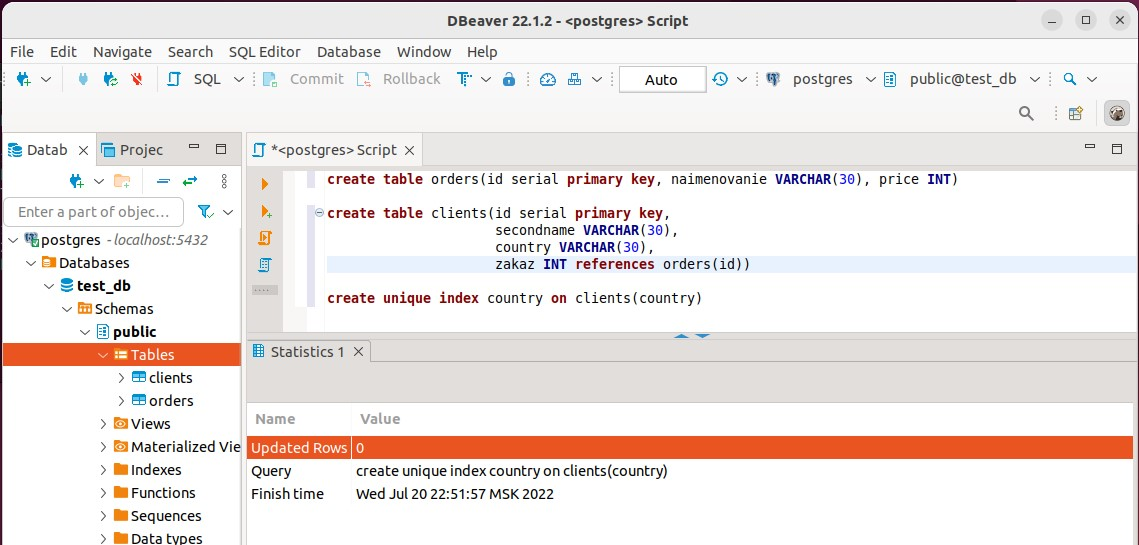 DBeaver 22.1.2 - <postgres> Script
File Edit Navigate Search SQL Editor Database Window Help
SQL Commit Rollback Auto postgres public@test_db
Datab Projec
*<postgres> Script
Enter a part of objec...
postgres - localhost:5432
Databases
test_db
Schemas
public
Tables
clients
orders
Views
Materialized Vie
Indexes
Functions
Sequences
Data types
create table orders(id serial primary key, naimenovanie VARCHAR(30), price INT)
create table clients(id serial primary key,
secondname VARCHAR(30),
country VARCHAR(30),
zakaz INT references orders(id))
create unique index country on clients(country)
Statistics 1
Name Value
Updated Rows 0
Query create unique index country on clients(country)
Finish time Wed Jul 20 22:51:57 MSK 2022